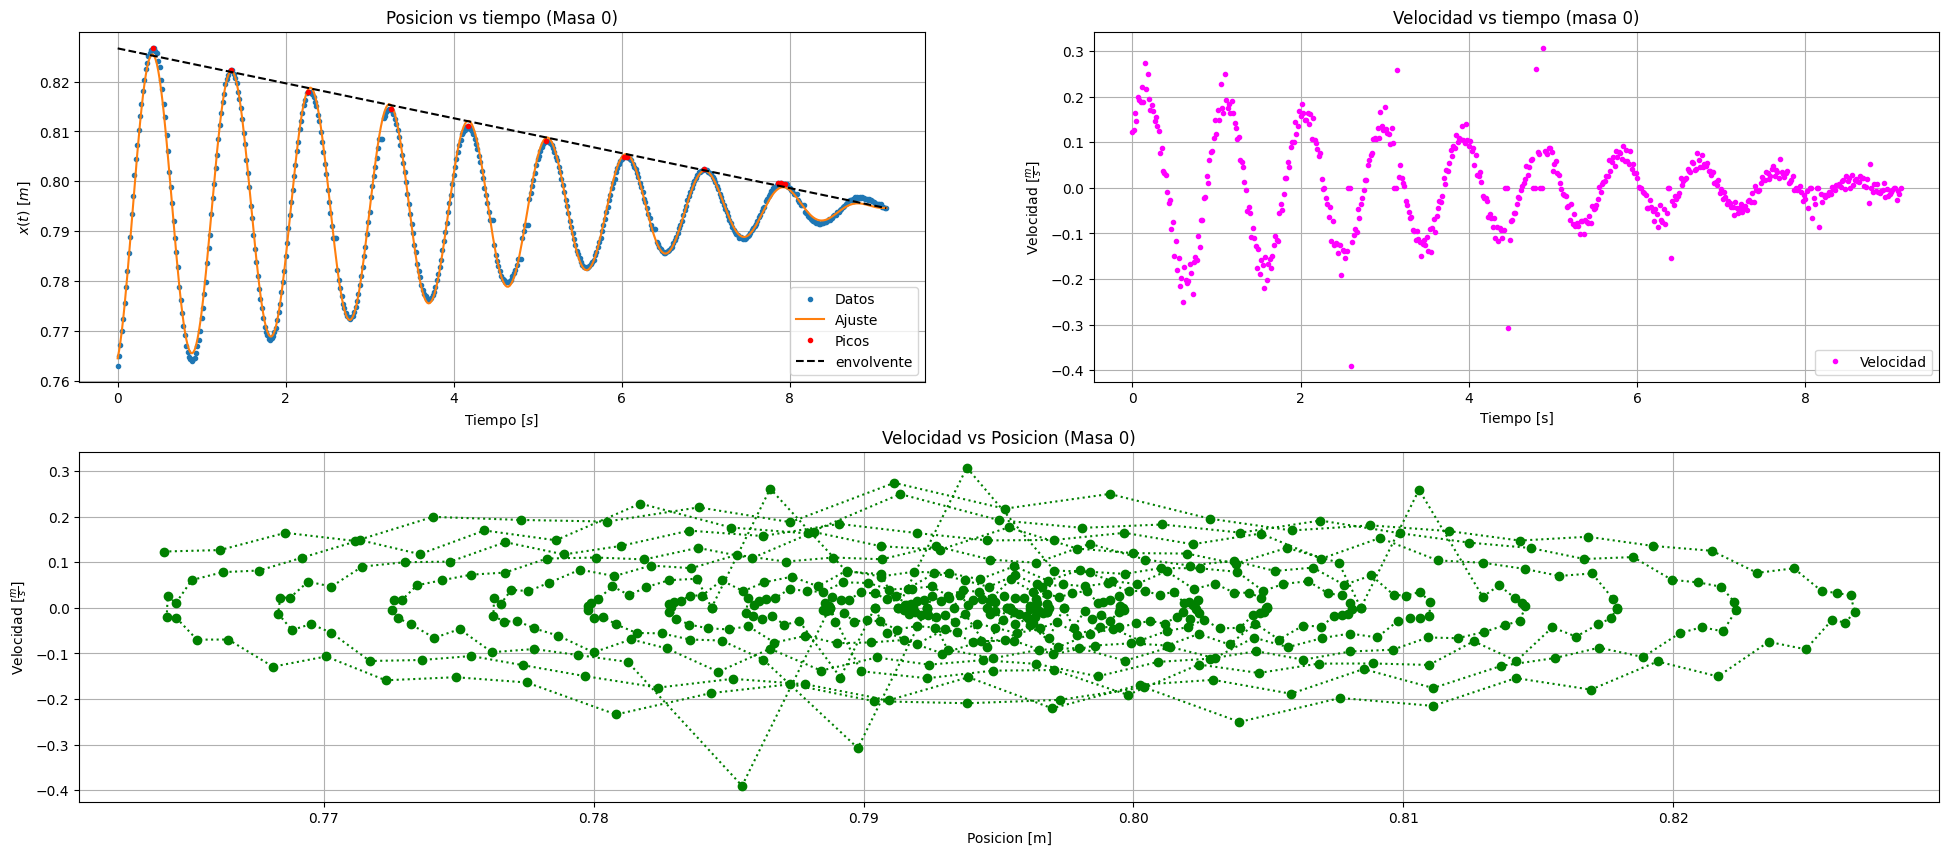 Posicion vs tiempo (Masa 0)
x(t) [m]
0.82
0.81
0.80
0.79
0.78
0.77
0.76
0
2
4
6
8
Tiempo [s]
Datos
Ajuste
Picos
envolvente
Velocidad vs tiempo (masa 0)
Velocidad [m/s]
0.3
0.2
0.1
0.0
−0.1
−0.2
−0.3
−0.4
0
2
4
6
8
Tiempo [s]
Velocidad
Velocidad vs Posicion (Masa 0)
Velocidad [m/s]
0.3
0.2
0.1
0.0
−0.1
−0.2
−0.3
−0.4
0.77
0.78
0.79
0.80
0.81
0.82
Posicion [m]